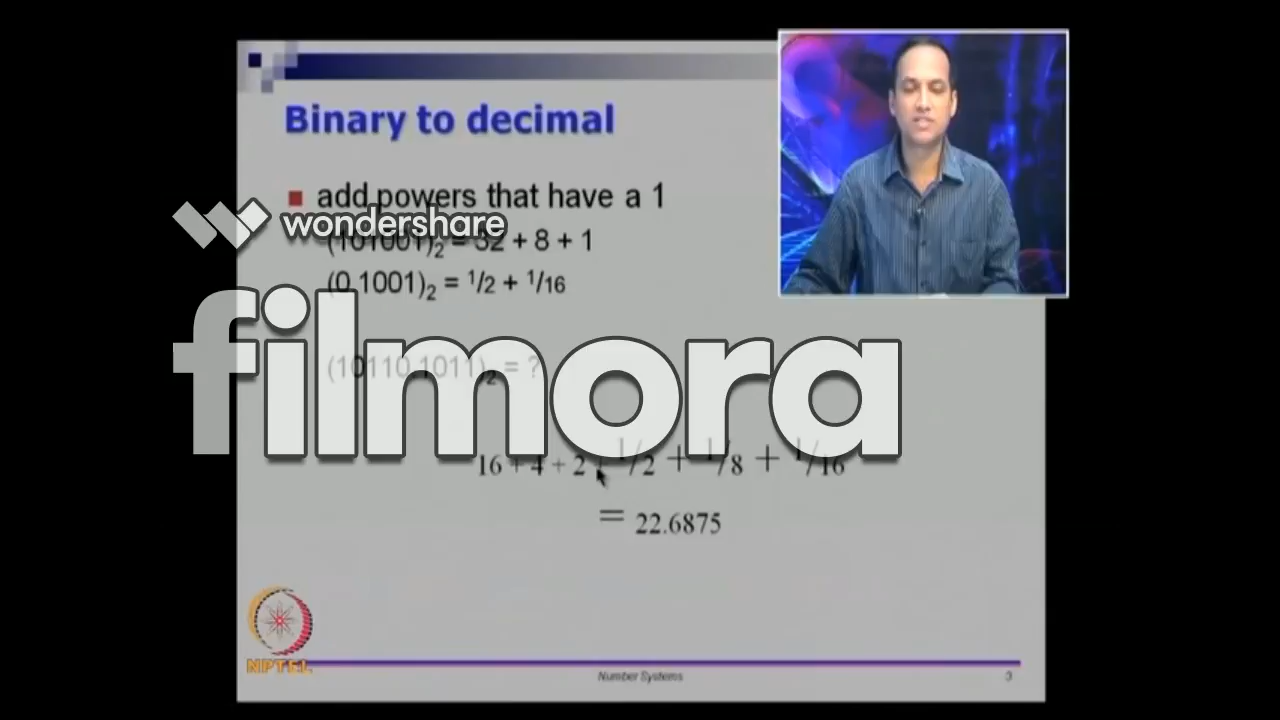 Binary to decimal
add powers that have a 1
wondershare
(101001)2 = 32 + 8 + 1
(0.1001)2 = 1/2 + 1/16
filmora
(10110.1011)2 = ?
16 + 4 + 2 + 1/2 + 1/8 + 1/16
= 22.6875
NPTEL
Number Systems
3